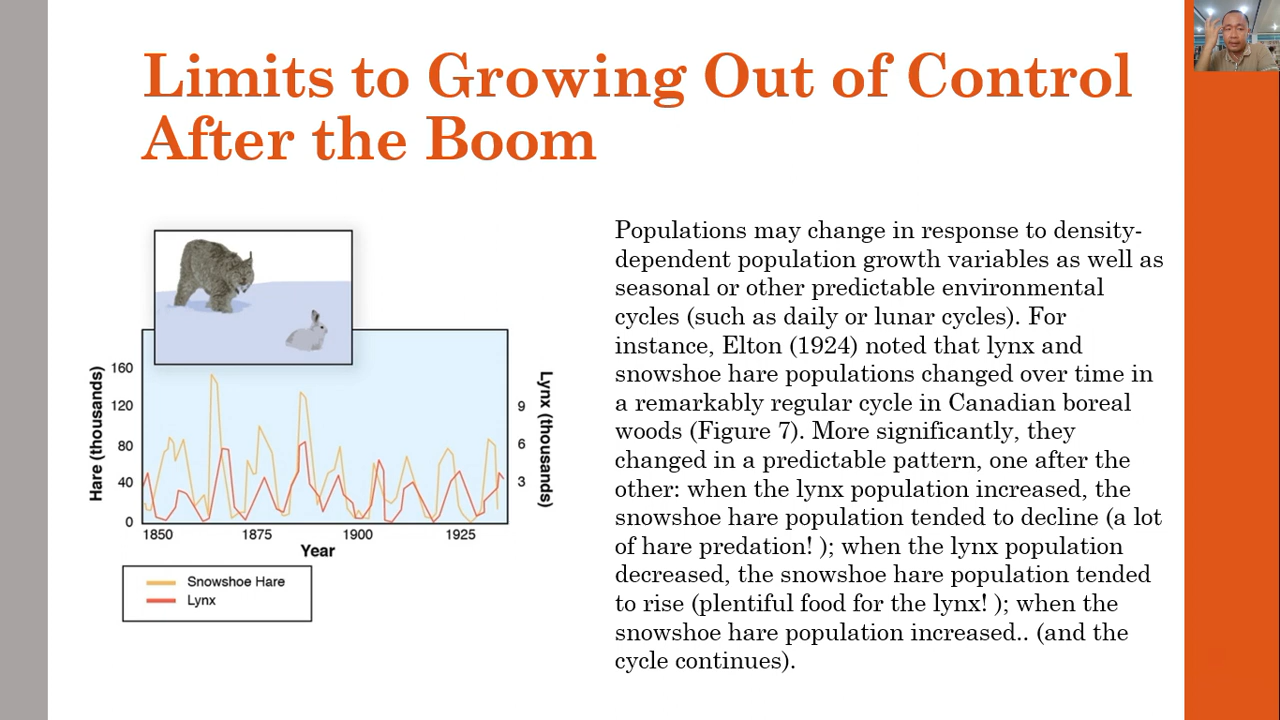 Limits to Growing Out of Control
After the Boom
Populations may change in response to density-
dependent population growth variables as well as
seasonal or other predictable environmental
cycles (such as daily or lunar cycles). For
instance, Elton (1924) noted that lynx and
snowshoe hare populations changed over time in
a remarkably regular cycle in Canadian boreal
woods (Figure 7). More significantly, they
changed in a predictable pattern, one after the
other: when the lynx population increased, the
snowshoe hare population tended to decline (a lot
of hare predation! ); when the lynx population
decreased, the snowshoe hare population tended
to rise (plentiful food for the lynx! ); when the
snowshoe hare population increased.. (and the
cycle continues).
Hare (thousands)
160
120
80
40
0
Lynx (thousands)
9
6
3
1850 1875 1900 1925
Year
Snowshoe Hare
Lynx